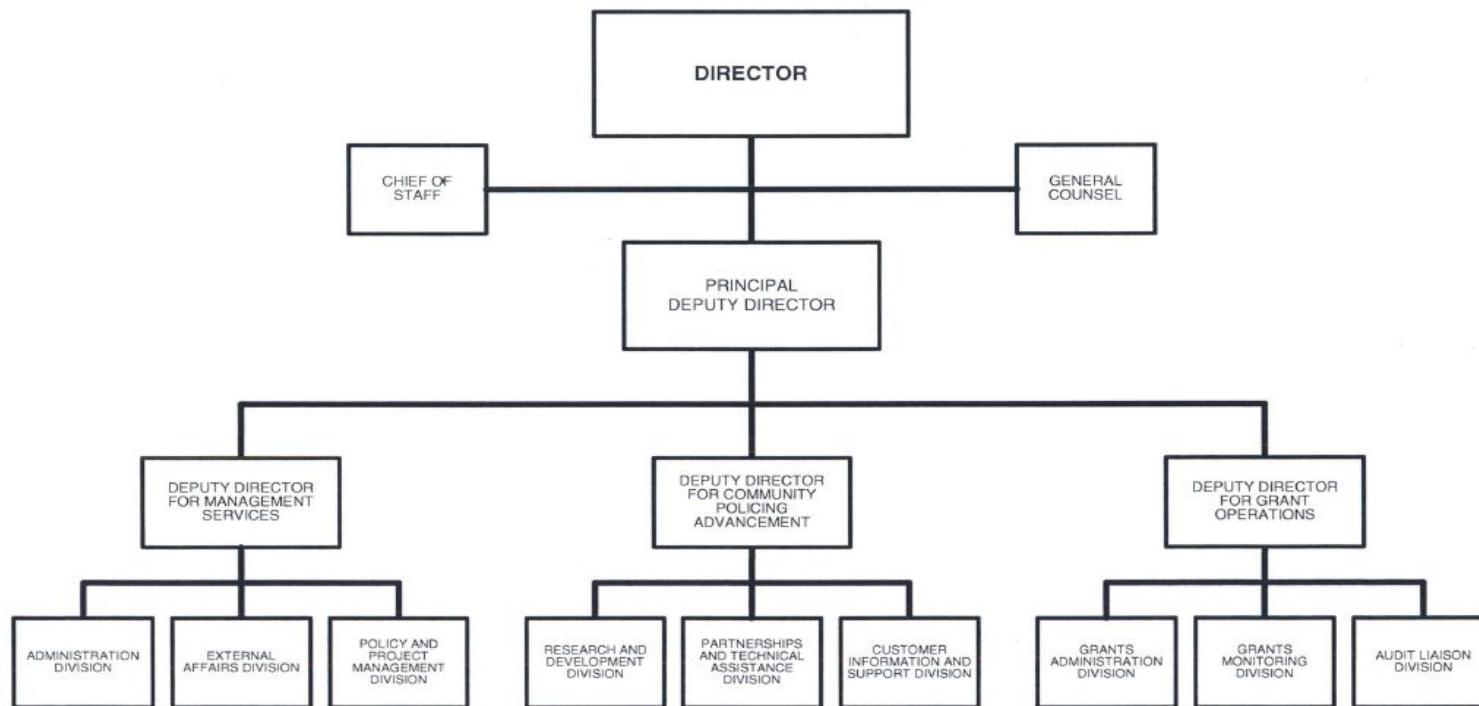 DIRECTOR
CHIEF OF
STAFF
GENERAL
COUNSEL
PRINCIPAL
DEPUTY DIRECTOR
DEPUTY DIRECTOR
FOR MANAGEMENT
SERVICES
DEPUTY DIRECTOR
FOR COMMUNITY
POLICING
ADVANCEMENT
DEPUTY DIRECTOR
FOR GRANT
OPERATIONS
ADMINISTRATION
DIVISION
EXTERNAL
AFFAIRS DIVISION
POLICY AND
PROJECT
MANAGEMENT
DIVISION
RESEARCH AND
DEVELOPMENT
DIVISION
PARTNERSHIPS
AND TECHNICAL
ASSISTANCE
DIVISION
CUSTOMER
INFORMATION AND
SUPPORT DIVISION
GRANTS
ADMINISTRATION
DIVISION
GRANTS
MONITORING
DIVISION
AUDIT LIAISON
DIVISION